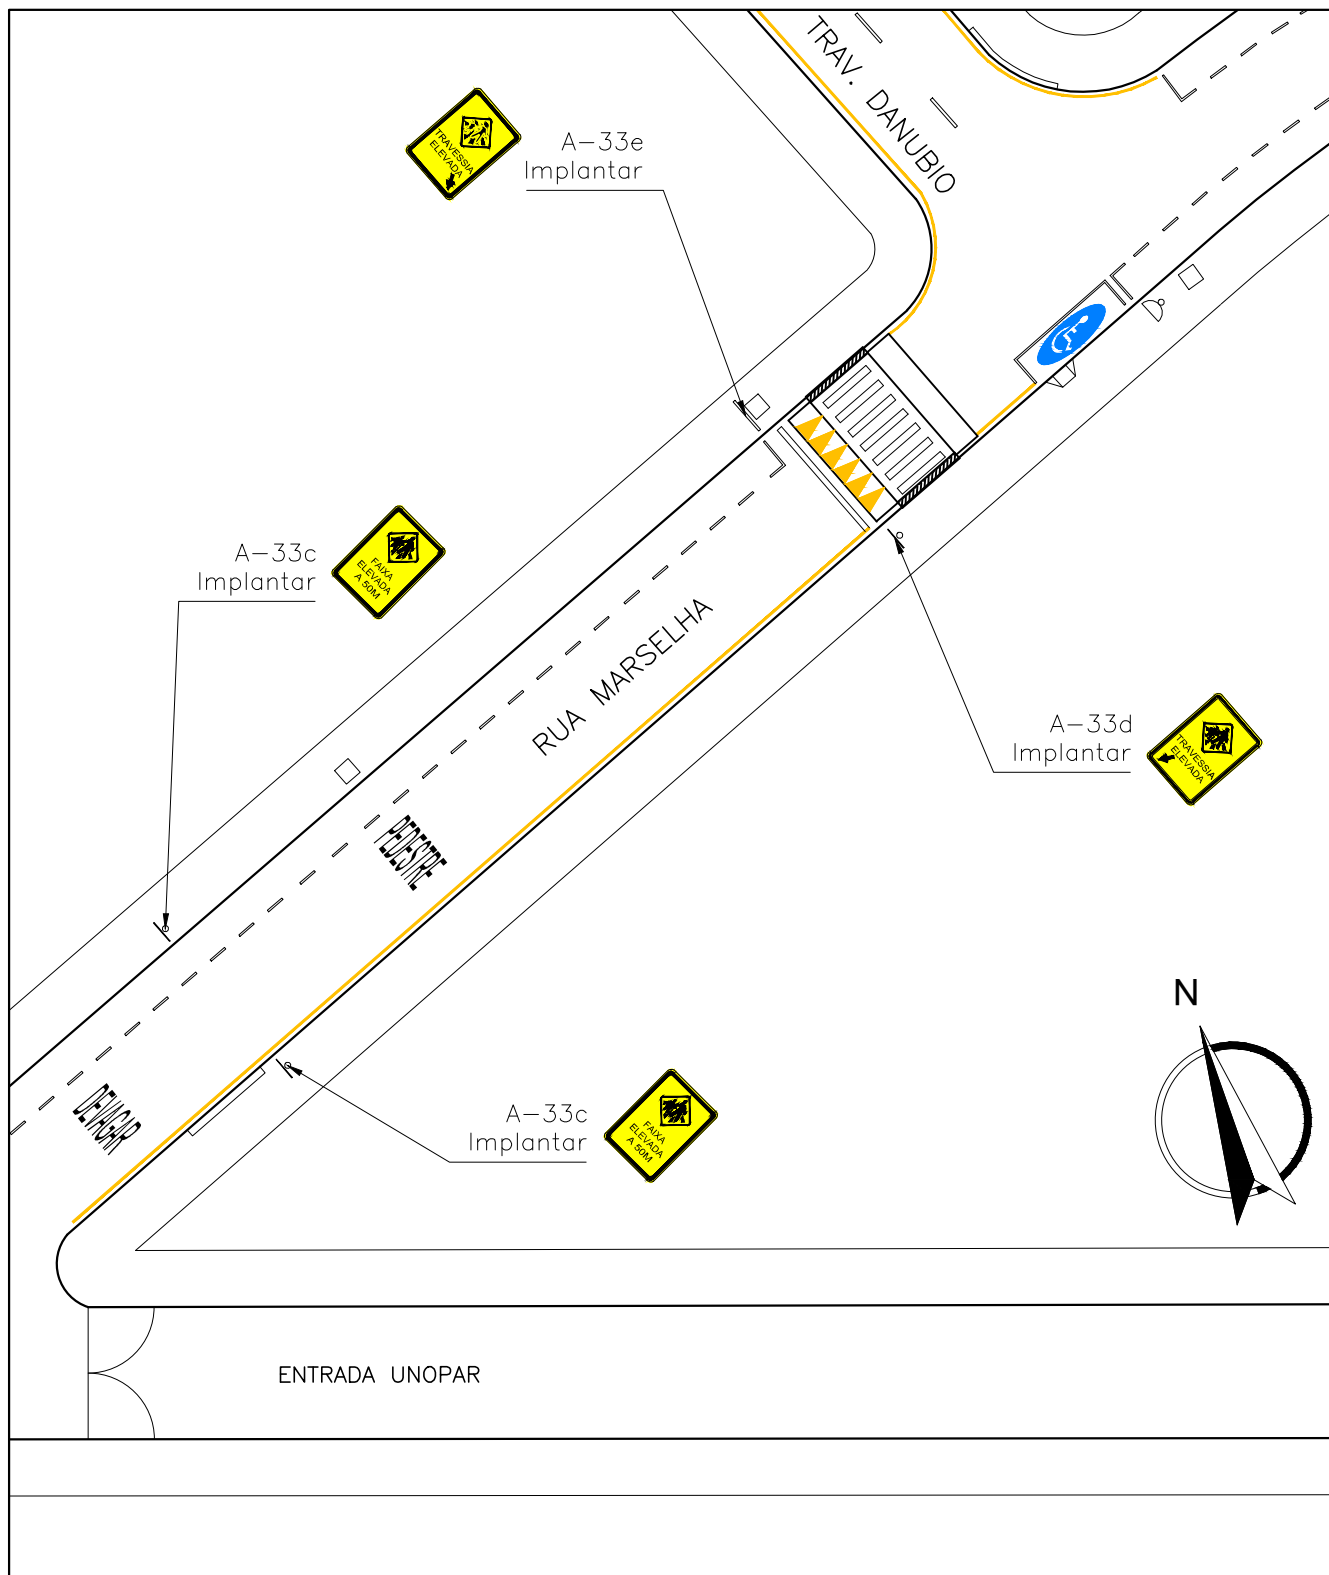 TRAV. DANUBIO
A-33e
Implantar
TRAVESSIA
ELEVADA
A-33c
Implantar
FAIXA
ELEVADA
A 50M
RUA MARSELHA
A-33d
Implantar
TRAVESSIA
ELEVADA
PEDESTRE
N
DEVAGAR
A-33c
Implantar
FAIXA
ELEVADA
A 50M
ENTRADA UNOPAR